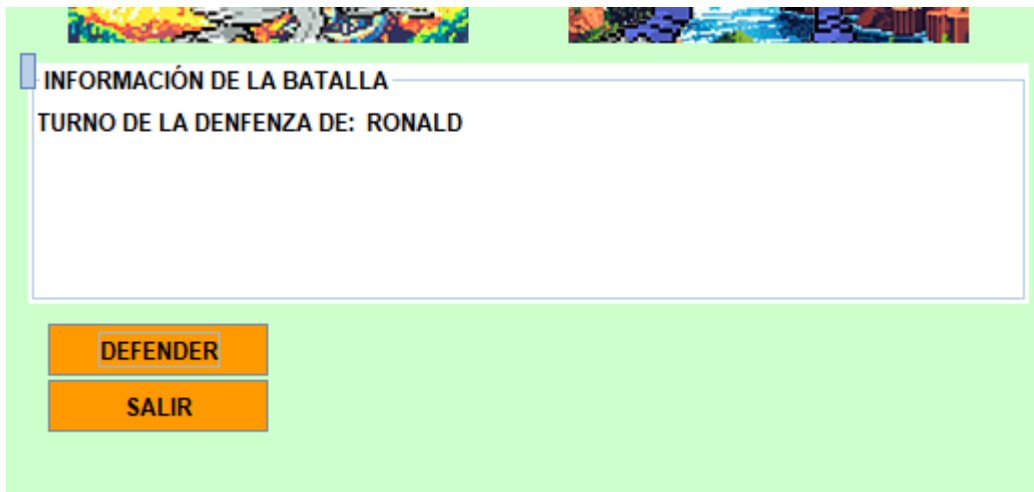 INFORMACIÓN DE LA BATALLA
TURNO DE LA DENFENZA DE: RONALD
DEFENDER
SALIR